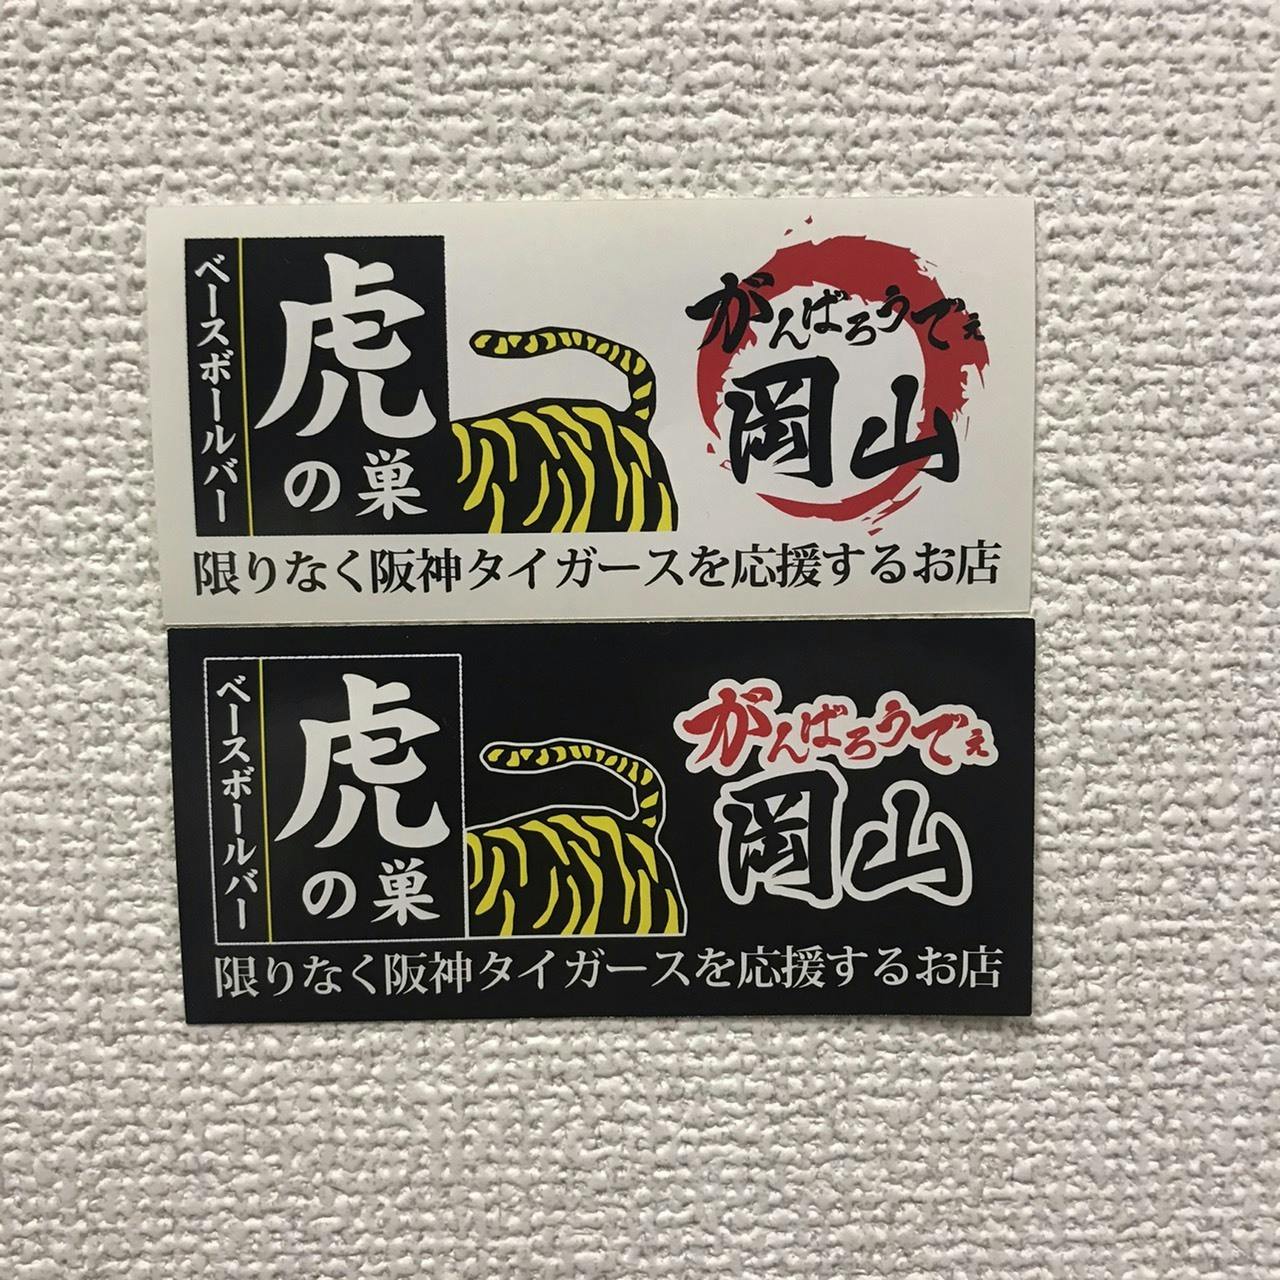 ベースボールバー
虎の巣
がんばろうでぇ
岡山
限りなく阪神タイガースを応援するお店
ベースボールバー
虎の巣
がんばろうでぇ
岡山
限りなく阪神タイガースを応援するお店